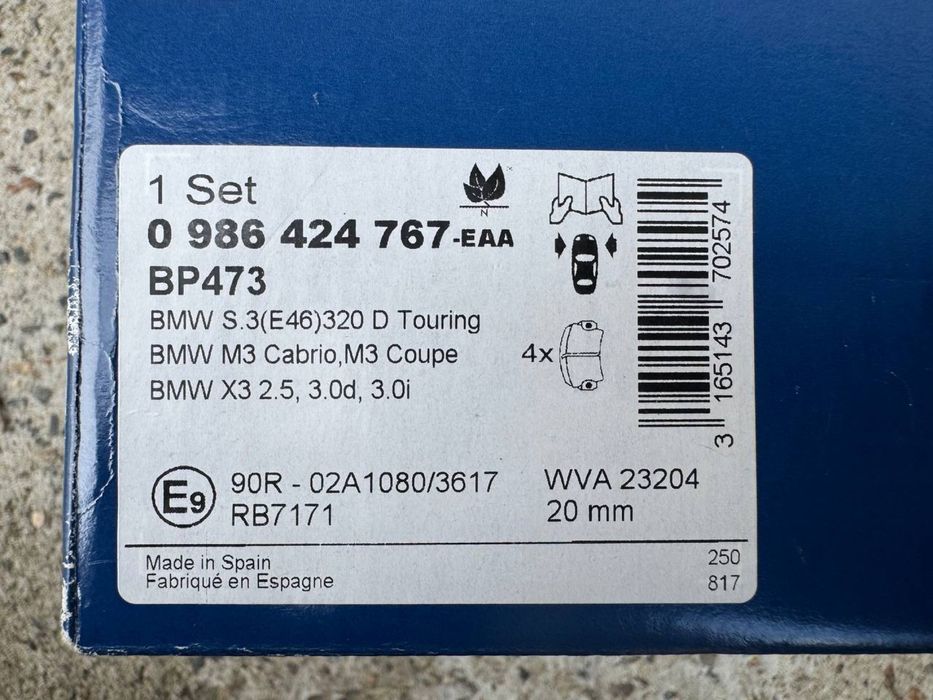 1 Set
N
0 986 424 767-EAA
BP473
BMW S.3(E46)320 D Touring
BMW M3 Cabrio,M3 Coupe
BMW X3 2.5, 3.0d, 3.0i
4x
3 165143 702574
E9
90R - 02A1080/3617
RB7171
WVA 23204
20 mm
Made in Spain
Fabriqué en Espagne
250
817